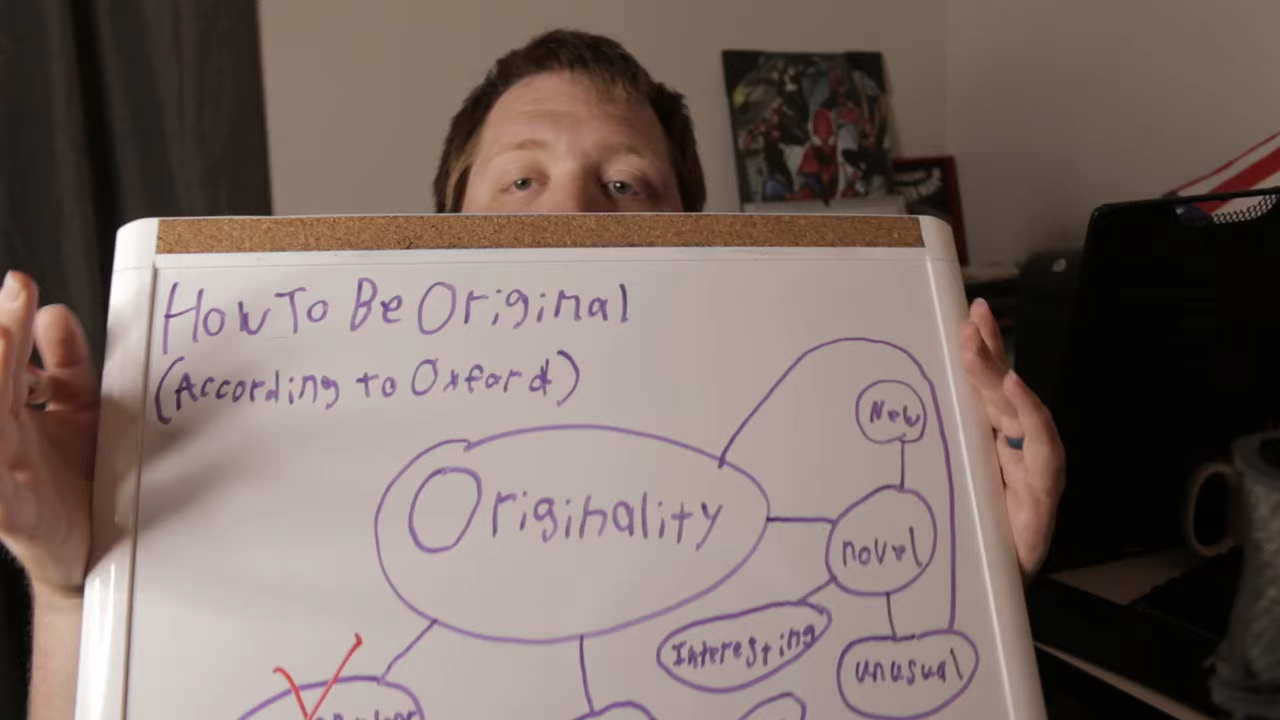 How To Be Original
(According to Oxford)
New
Originality
novel
Interesting
unusual